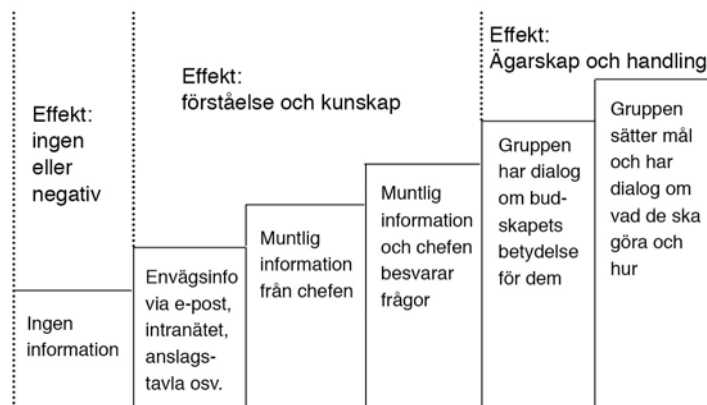 Effekt:
ingen
eller
negativ
Effekt:
förståelse och kunskap
Effekt:
Ägarskap och handling
Ingen
information
Envägsinfo
via e-post,
intranätet,
anslags-
tavla osv.
Muntlig
information
från chefen
Muntlig
information
och chefen
besvarar
frågor
Gruppen
har dialog
om bud-
skapets
betydelse
för dem
Gruppen
sätter mål
och har
dialog om
vad de ska
göra och
hur